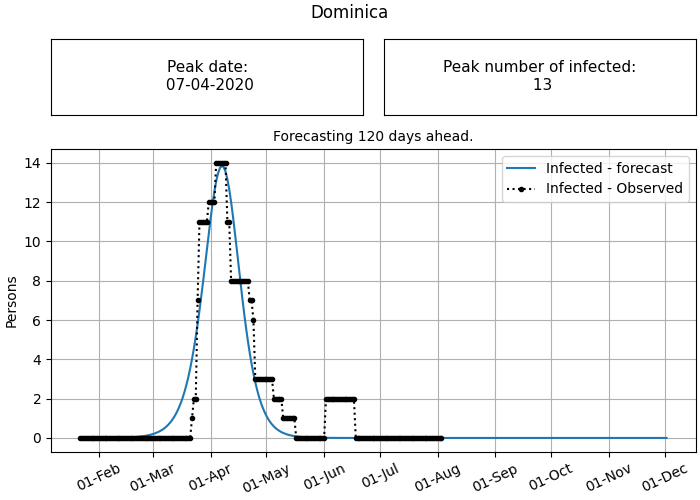 Dominica
Peak date:
07-04-2020
Peak number of infected:
13
Forecasting 120 days ahead.
Infected - forecast
Infected - Observed
Persons
14
12
10
8
6
4
2
0
01-Feb
01-Mar
01-Apr
01-May
01-Jun
01-Jul
01-Aug
01-Sep
01-Oct
01-Nov
01-Dec